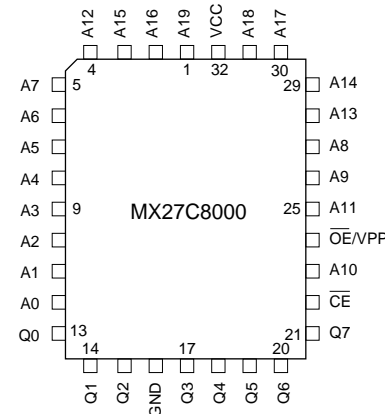 A12 A15 A16 A19 VCC A18 A17
4 1 32 30
A7 5 29 A14
A6 A13
A5 A8
A4 A9
A3 9 MX27C8000 25 A11
A2 OE/VPP
A1 A10
A0 CE
Q0 13 21 Q7
14 17 20
Q1 Q2 GND Q3 Q4 Q5 Q6